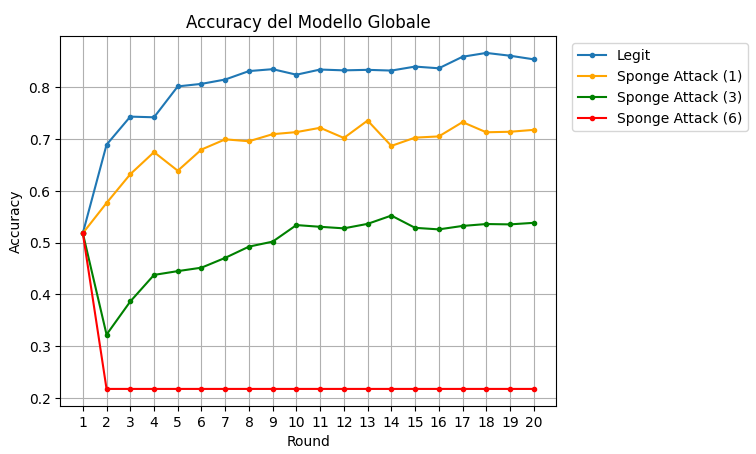 Accuracy del Modello Globale
Legit
Sponge Attack (1)
Sponge Attack (3)
Sponge Attack (6)
Accuracy
0.8
0.7
0.6
0.5
0.4
0.3
0.2
1 2 3 4 5 6 7 8 9 10 11 12 13 14 15 16 17 18 19 20
Round